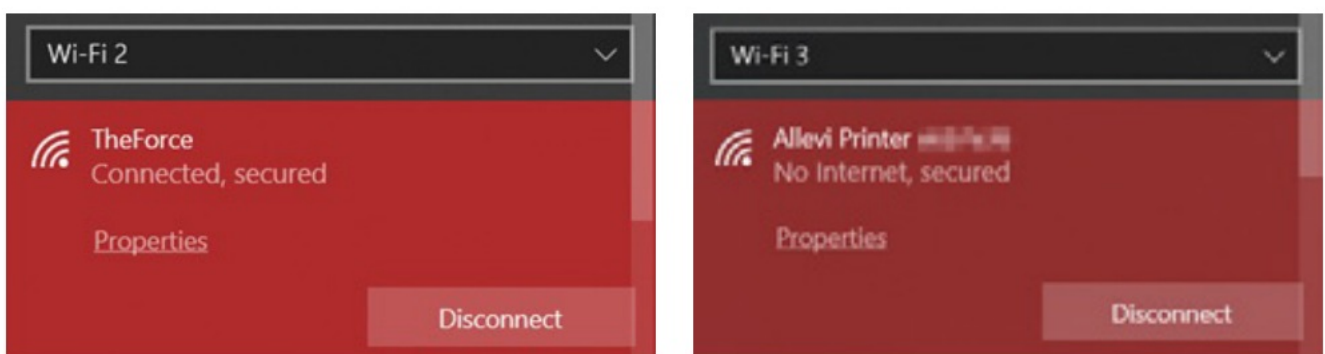 Wi-Fi 2
TheForce
Connected, secured
Properties
Disconnect
Wi-Fi 3
Allevi Printer
No Internet, secured
Properties
Disconnect